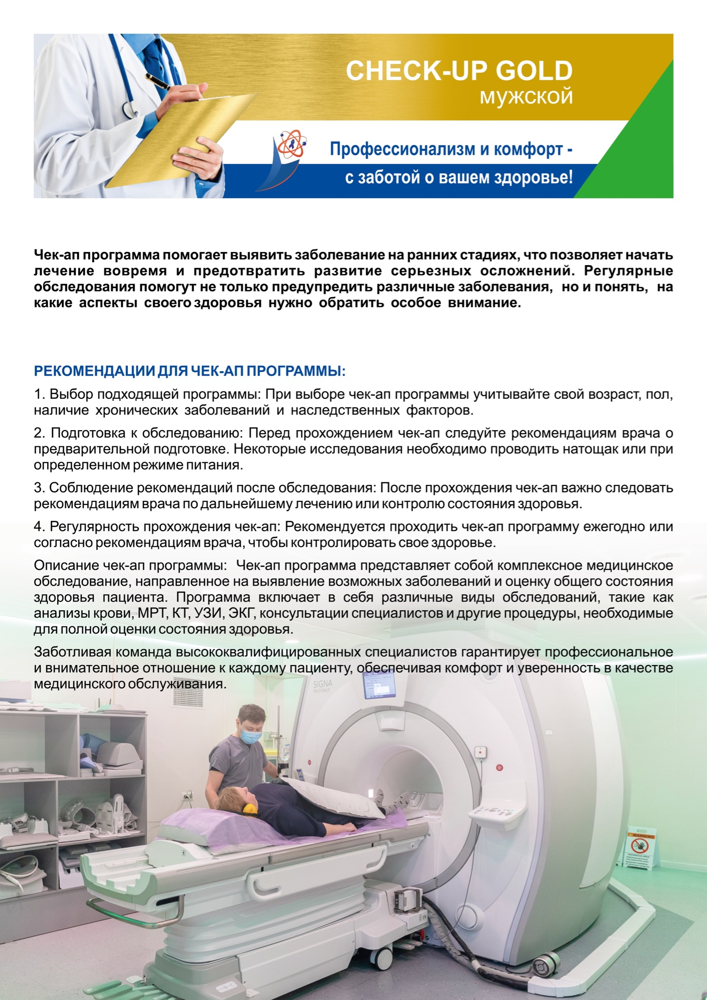 CHECK-UP GOLD
мужской
Профессионализм и комфорт -
с заботой о вашем здоровье!
Чек-ап программа помогает выявить заболевание на ранних стадиях, что позволяет начать
лечение вовремя и предотвратить развитие серьезных осложнений. Регулярные
обследования помогут не только предупредить различные заболевания, но и понять, на
какие аспекты своего здоровья нужно обратить особое внимание.
РЕКОМЕНДАЦИИ ДЛЯ ЧЕК-АП ПРОГРАММЫ:
1. Выбор подходящей программы: При выборе чек-ап программы учитывайте свой возраст, пол,
наличие хронических заболеваний и наследственных факторов.
2. Подготовка к обследованию: Перед прохождением чек-ап следуйте рекомендациям врача о
предварительной подготовке. Некоторые исследования необходимо проводить натощак или при
определенном режиме питания.
3. Соблюдение рекомендаций после обследования: После прохождения чек-ап важно следовать
рекомендациям врача по дальнейшему лечению или контролю состояния здоровья.
4. Регулярность прохождения чек-ап: Рекомендуется проходить чек-ап программу ежегодно или
согласно рекомендациям врача, чтобы контролировать свое здоровье.
Описание чек-ап программы: Чек-ап программа представляет собой комплексное медицинское
обследование, направленное на выявление возможных заболеваний и оценку общего состояния
здоровья пациента. Программа включает в себя различные виды обследований, такие как
анализы крови, МРТ, КТ, УЗИ, ЭКГ, консультации специалистов и другие процедуры, необходимые
для полной оценки состояния здоровья.
Заботливая команда высококвалифицированных специалистов гарантирует профессиональное
и внимательное отношение к каждому пациенту, обеспечивая комфорт и уверенность в качестве
медицинского обслуживания.
SIGNA
Architect
WARNING
HAZARDOUS AREA